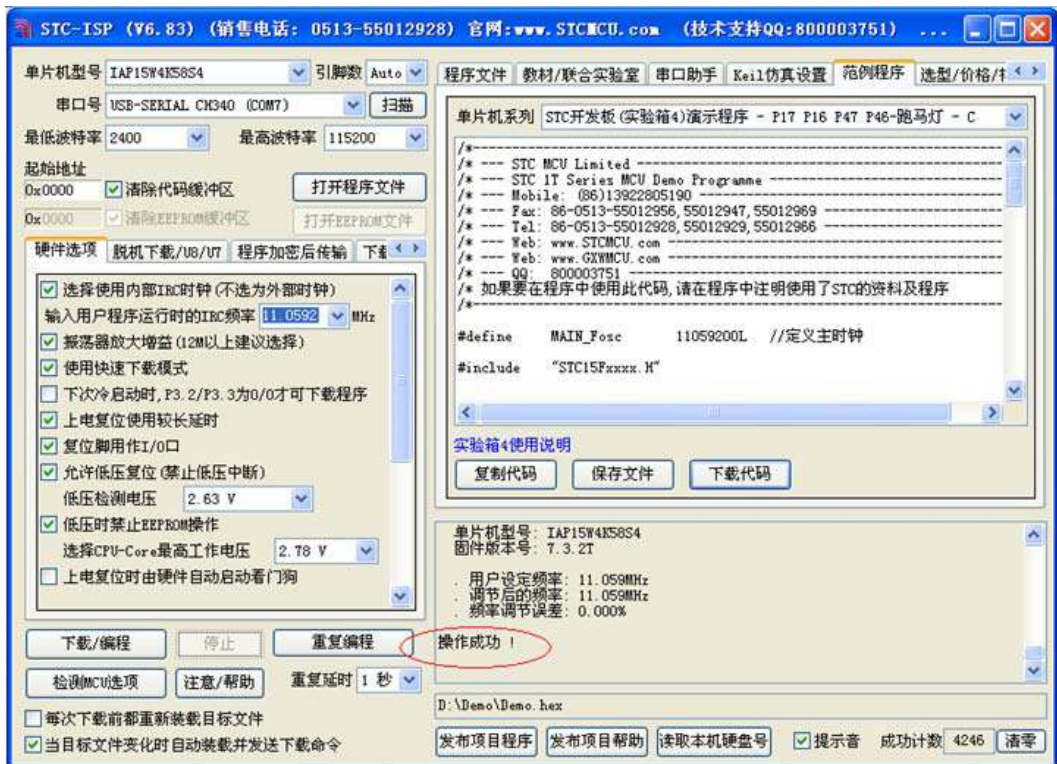 STC-ISP (V6.83) (销售电话: 0513-55012928) 官网:www.STCMCU.com (技术支持QQ:800003751) ...
单片机型号 IAP15W4K58S4 引脚数 Auto
串口号 USB-SERIAL CH340 (COM7) 扫描
最低波特率 2400 最高波特率 115200
起始地址
0x0000 清除代码缓冲区 打开程序文件
0x0000 清除EEPROM缓冲区 打开EEPROM文件
硬件选项 脱机下载/U8/U7 程序加密后传输
选择使用内部IRC时钟(不选为外部时钟)
输入用户程序运行时的IRC频率 11.0592 MHz
振荡器放大增益(12M以上建议选择)
使用快速下载模式
下次冷启动时,P3.2/P3.3为0/0才可下载程序
上电复位使用较长延时
复位脚用作I/O口
允许低压复位(禁止低压中断)
低压检测电压 2.63 V
低压时禁止EEPROM操作
选择CPU-Core最高工作电压 2.78 V
上电复位时由硬件自动启动看门狗
下载/编程 停止 重复编程
检测MCU选项 注意/帮助 重复延时 1 秒
每次下载前都重新装载目标文件
当目标文件变化时自动装载并发送下载命令
程序文件 教材/联合实验室 串口助手 Keil仿真设置 范例程序 选型/价格/
单片机系列 STC开发板(实验箱4)演示程序 - P17 P16 P47 P46-跑马灯 - C
/*---------------------------------------------------------------------
/* --- STC MCU Limited ------------------------------------------------
/* --- STC 1T Series MCU Demo Programme -------------------------------
/* --- Mobile: (86)13922805190 ----------------------------------------
/* --- Fax: 86-0513-55012956,55012947,55012969 ------------------------
/* --- Tel: 86-0513-55012928,55012929,55012966 ------------------------
/* --- Web: www.STCMCU.com --------------------------------------------
/* --- Web: www.GXWMCU.com --------------------------------------------
/* --- QQ: 800003751 --------------------------------------------------
/* 如果要在程序中使用此代码,请在程序中注明使用了STC的资料及程序
/*---------------------------------------------------------------------
#define MAIN_Fosc 11059200L //定义主时钟
#include "STC15Fxxxx.H"
实验箱4使用说明
复制代码 保存文件 下载代码
单片机型号: IAP15W4K58S4
固件版本号: 7.3.2T
. 用户设定频率: 11.059MHz
. 调节后的频率: 11.059MHz
. 频率调节误差: 0.000%
操作成功 !
D:\Demo\Demo.hex
发布项目程序 发布项目帮助 读取本机硬盘号 提示音 成功计数 4246 清零